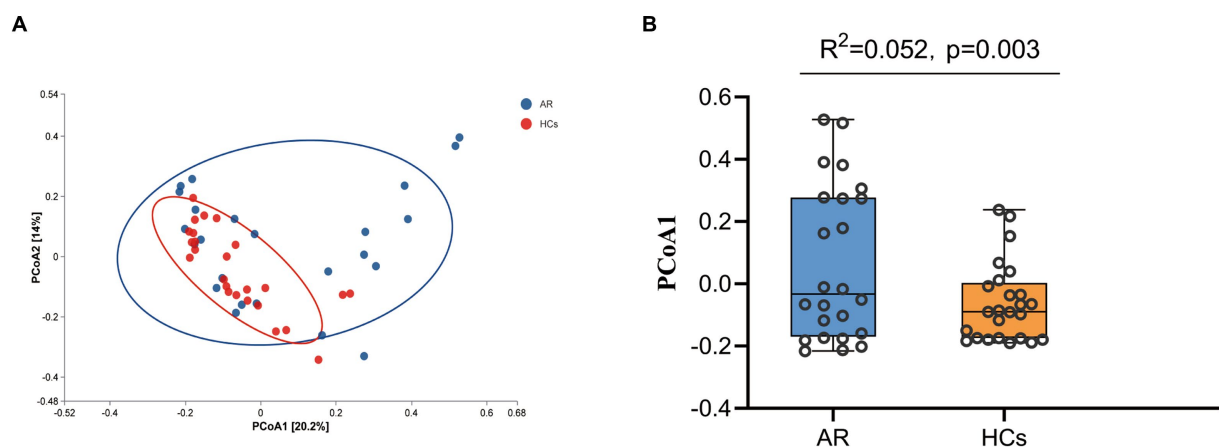 A
0.54
0.4
0.2
0
-0.2
-0.4
-0.48
PCoA2 [14%]
-0.52 -0.4 -0.2 0 0.2 0.4 0.6 0.68
PCoA1 [20.2%]
AR
HCs
B
R²=0.052, p=0.003
0.6
0.4
0.2
0.0
-0.2
-0.4
PCoA1
AR HCs